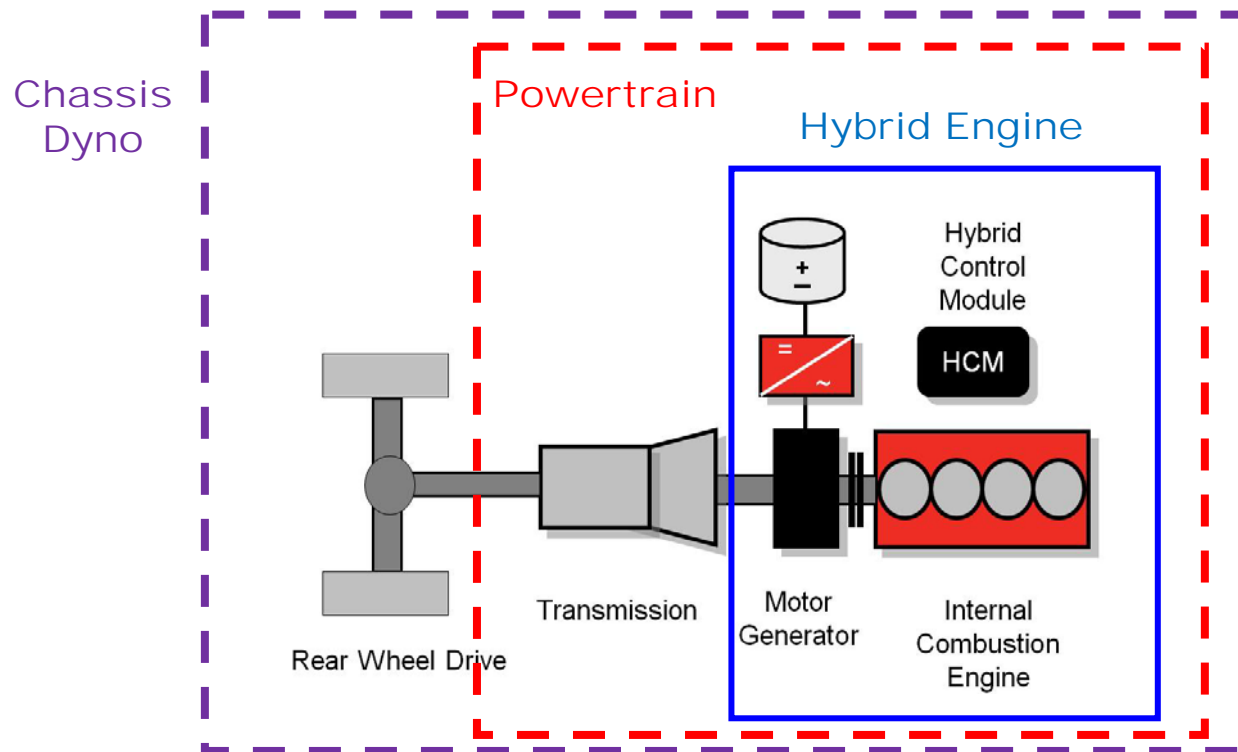 Chassis
Dyno
Powertrain
Hybrid Engine
+
−
Hybrid
Control
Module
=
~
HCM
Transmission
Motor
Generator
Internal
Combustion
Engine
Rear Wheel Drive